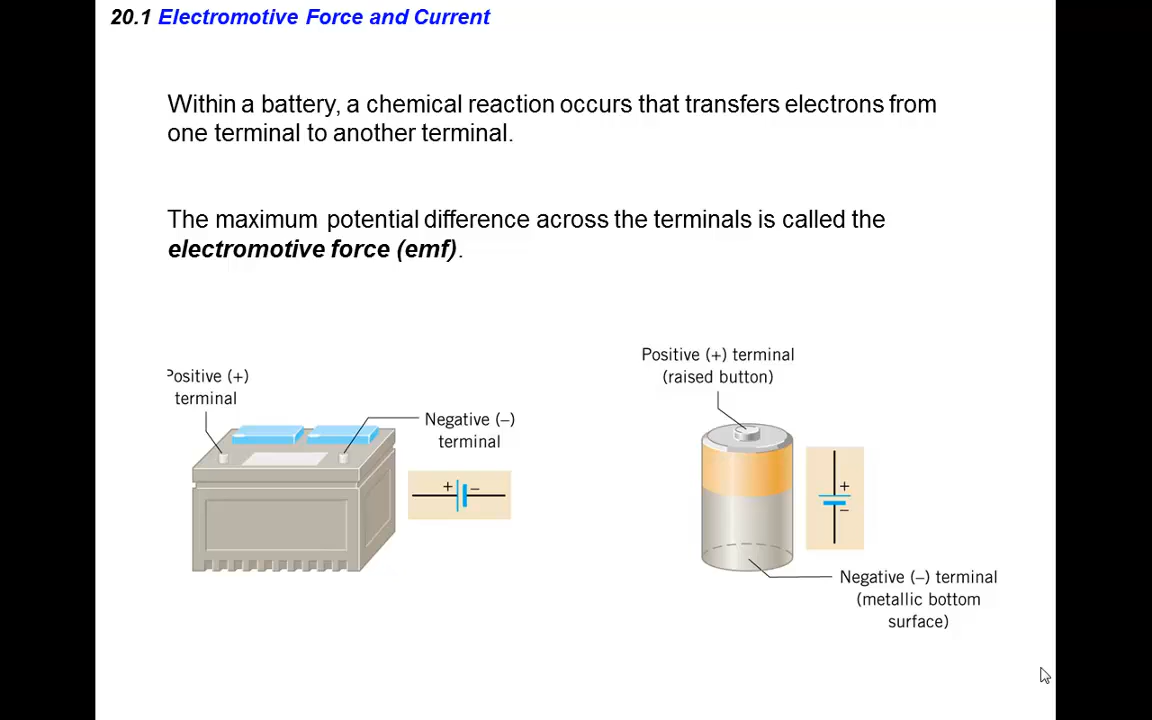 20.1 Electromotive Force and Current
Within a battery, a chemical reaction occurs that transfers electrons from
one terminal to another terminal.
The maximum potential difference across the terminals is called the
electromotive force (emf).
Positive (+)
terminal
Negative (–)
terminal
+ –
Positive (+) terminal
(raised button)
+
–
Negative (–) terminal
(metallic bottom
surface)